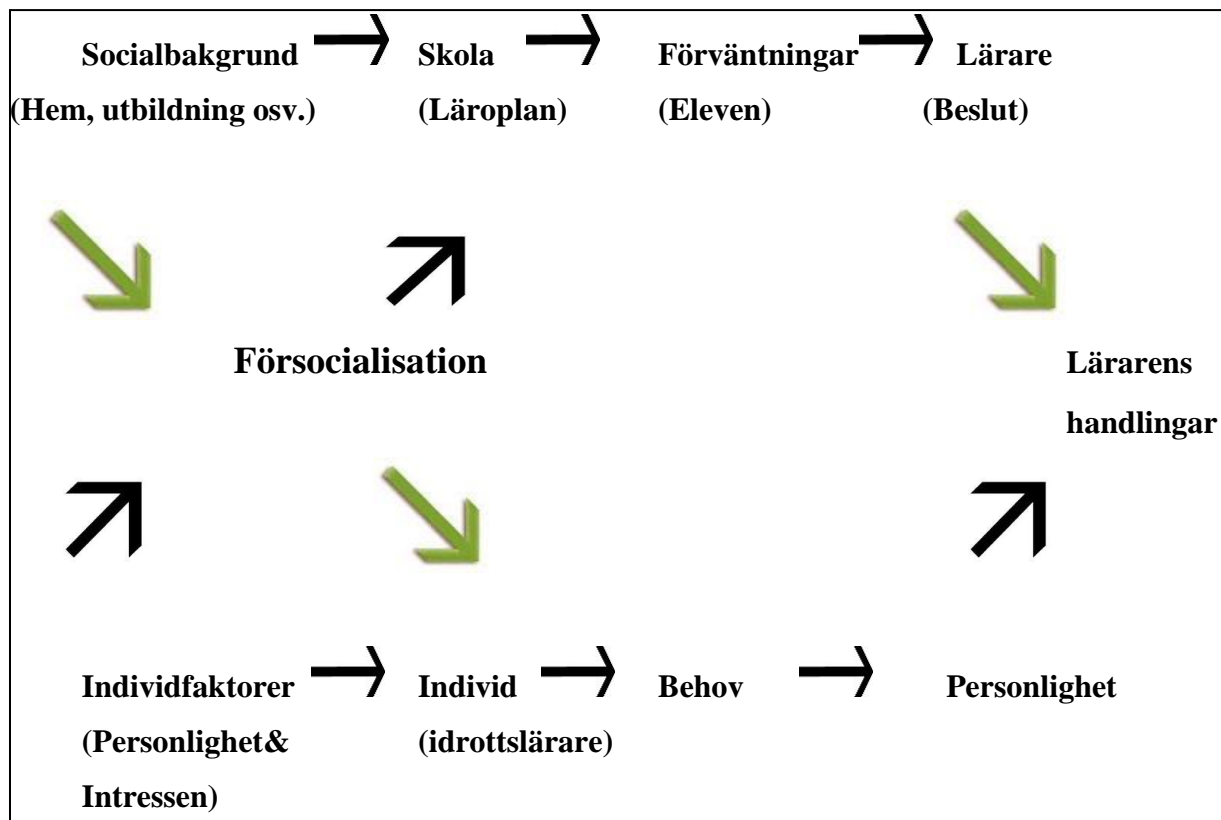 Socialbakgrund Skola Förväntningar Lärare
(Hem, utbildning osv.) (Läroplan) (Eleven) (Beslut)
Försocialisation Lärarens
handlingar
Individfaktorer Individ Behov Personlighet
(Personlighet& (idrottslärare)
Intressen)